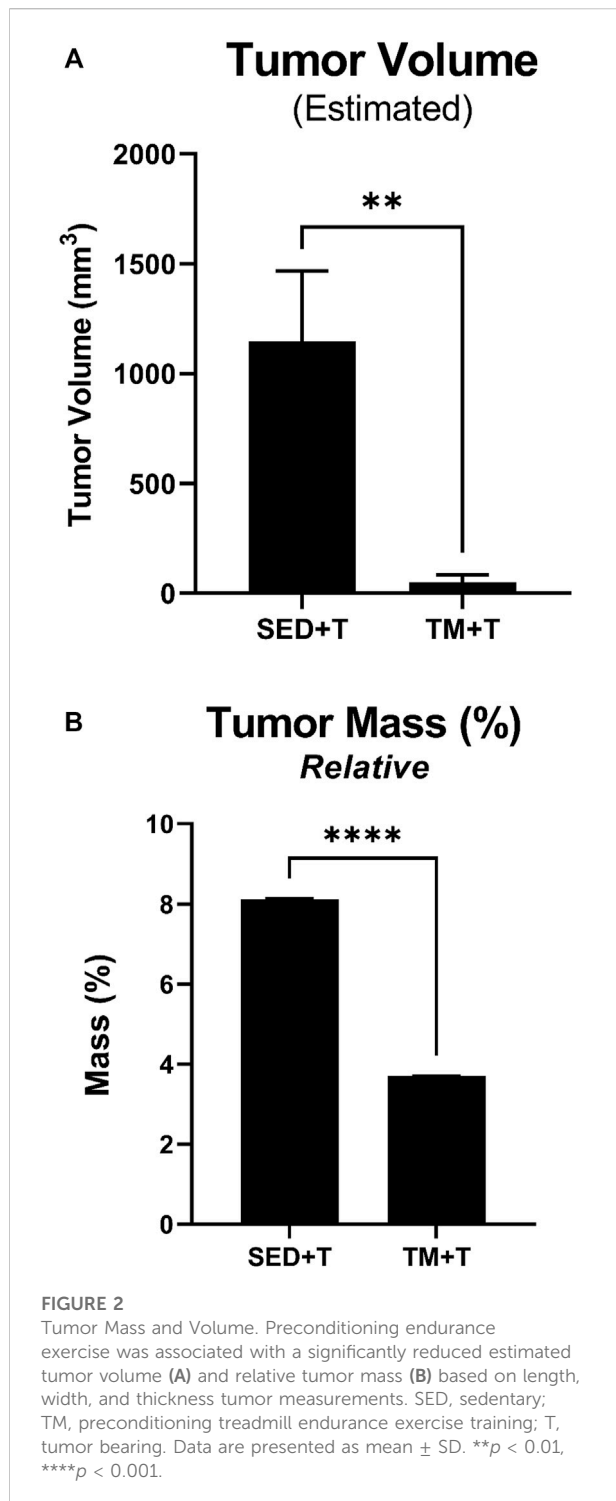 A
Tumor Volume
(Estimated)
Tumor Volume (mm³)
2000
1500
1000
500
0
**
SED+T TM+T
B
Tumor Mass (%)
Relative
Mass (%)
10
8
6
4
2
0
****
SED+T TM+T
FIGURE 2
Tumor Mass and Volume. Preconditioning endurance
exercise was associated with a significantly reduced estimated
tumor volume (A) and relative tumor mass (B) based on length,
width, and thickness tumor measurements. SED, sedentary;
TM, preconditioning treadmill endurance exercise training; T,
tumor bearing. Data are presented as mean ± SD. **p < 0.01,
****p < 0.001.